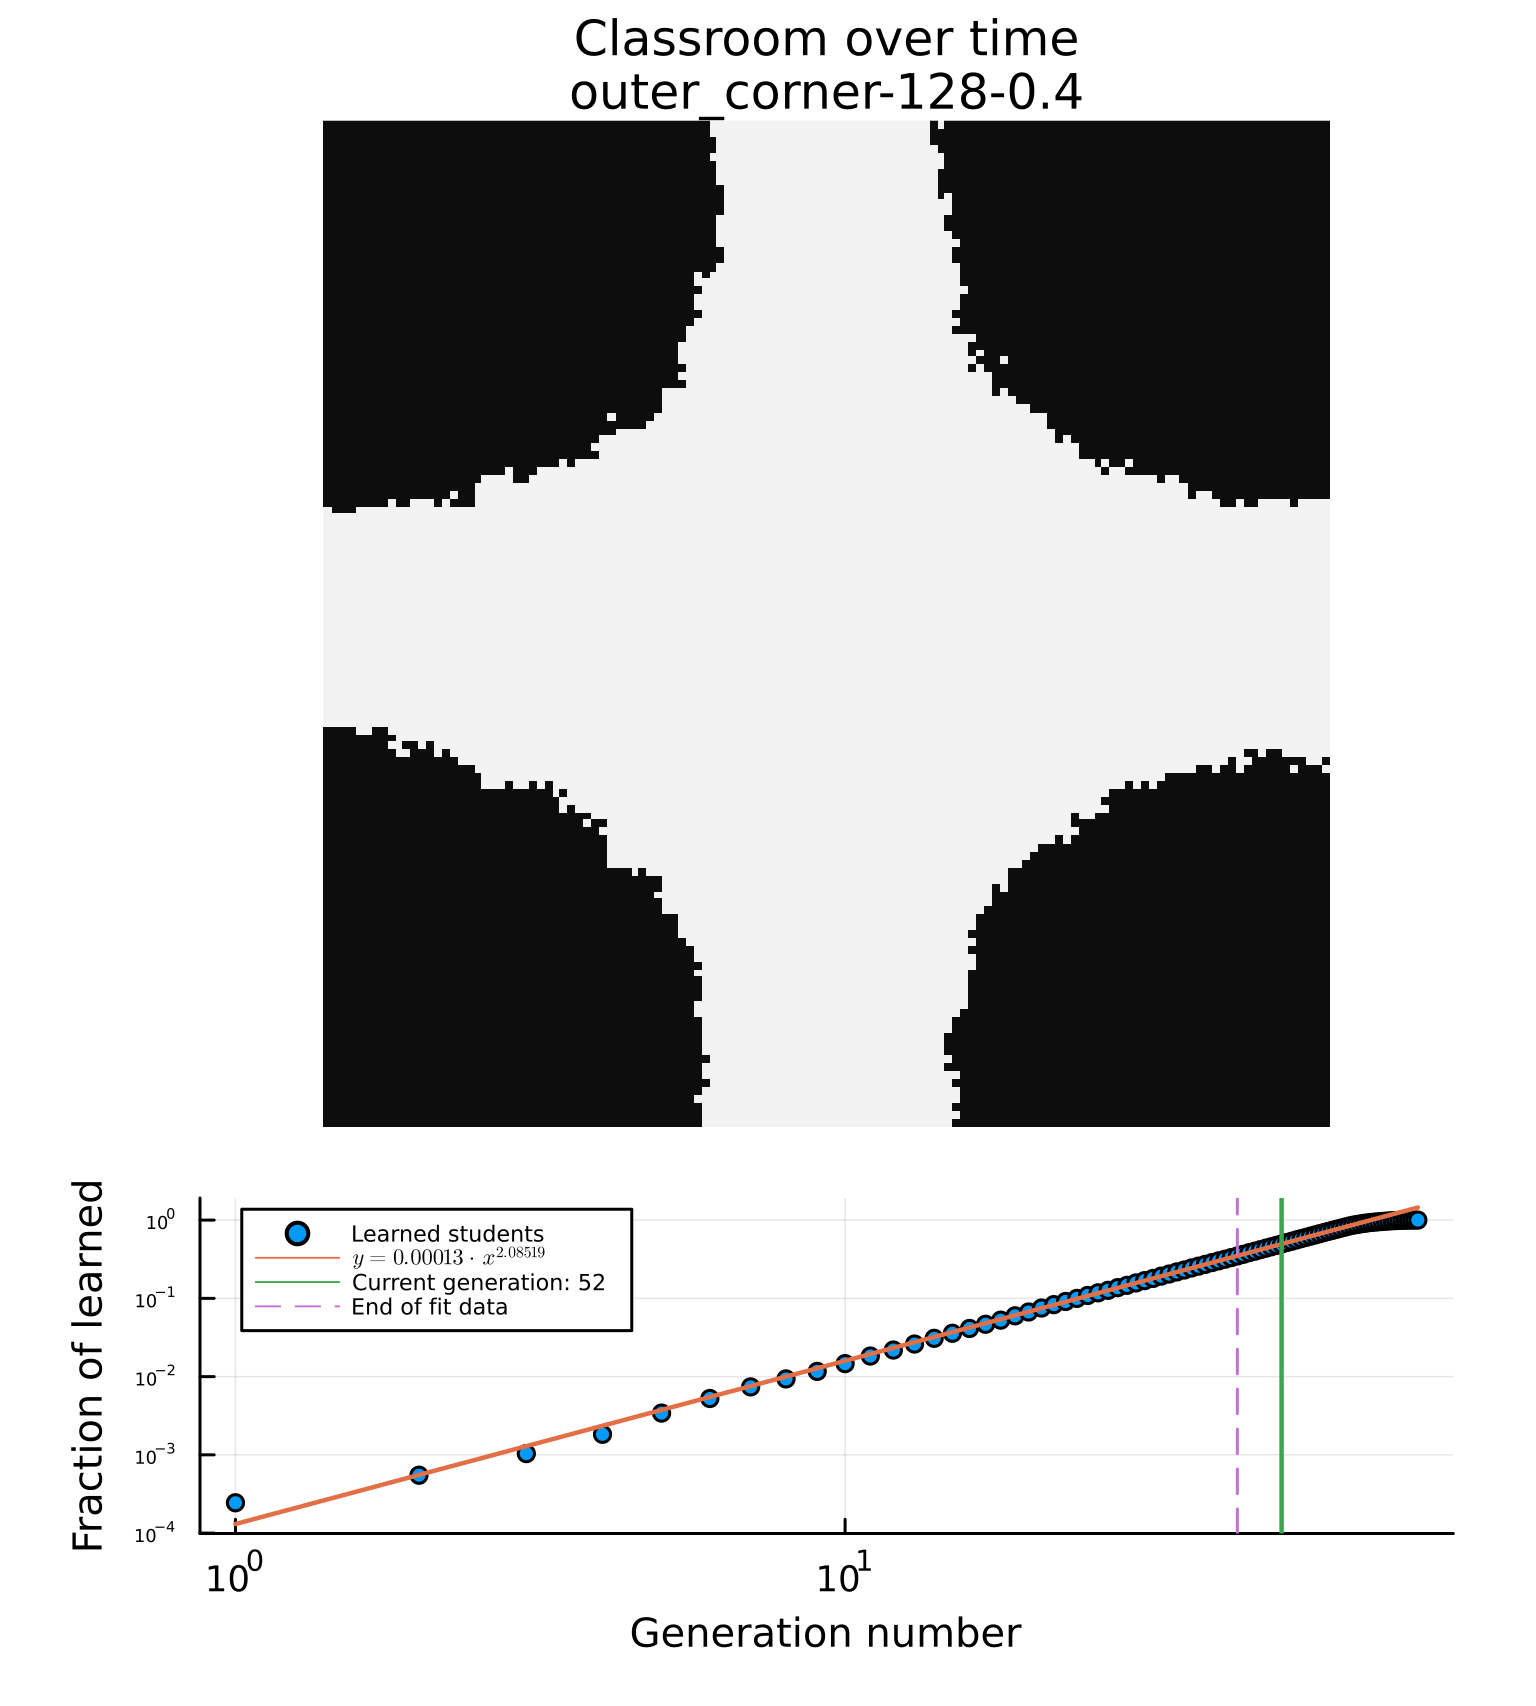 Classroom over time
outer_corner-128-0.4
Fraction of learned
10^0
10^−1
10^−2
10^−3
10^−4
Learned students
y = 0.00013 · x^2.08519
Current generation: 52
End of fit data
10^0
10^1
Generation number